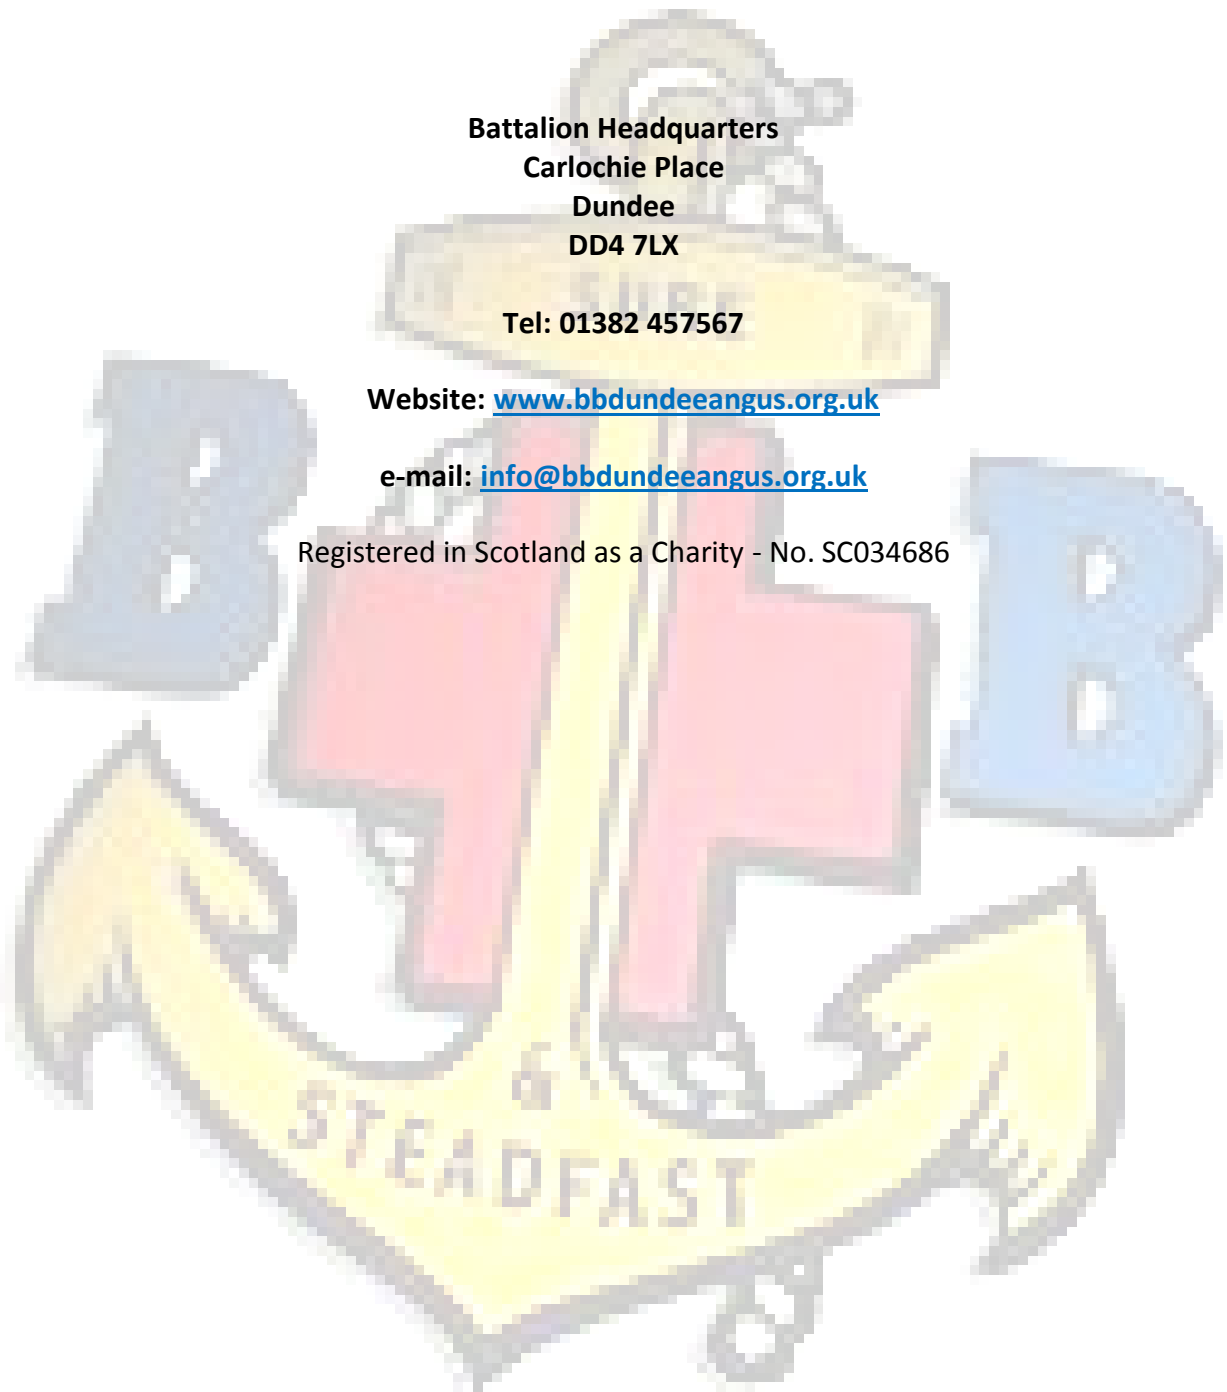 Battalion Headquarters
Carlochie Place
Dundee
DD4 7LX
SURE
Tel: 01382 457567
Website: www.bbdundeeangus.org.uk
e-mail: info@bbdundeeangus.org.uk
Registered in Scotland as a Charity - No. SC034686
B B
&
STEADFAST